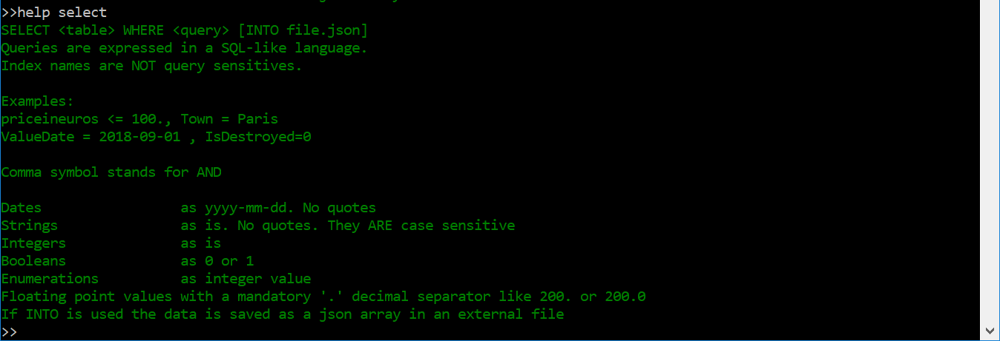 >>help select
SELECT <table> WHERE <query> [INTO file.json]
Queries are expressed in a SQL-like language.
Index names are NOT query sensitives.
Examples:
priceineuros <= 100., Town = Paris
ValueDate = 2018-09-01 , IsDestroyed=0
Comma symbol stands for AND
Dates                 as yyyy-mm-dd. No quotes
Strings               as is. No quotes. They ARE case sensitive
Integers              as is
Booleans              as 0 or 1
Enumerations          as integer value
Floating point values with a mandatory '.' decimal separator like 200. or 200.0
If INTO is used the data is saved as a json array in an external file
>>